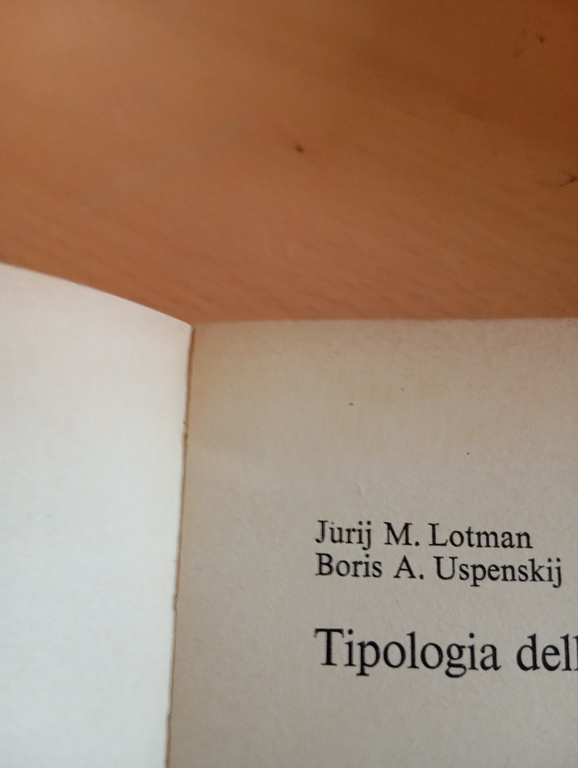 Jurij M. Lotman
Boris A. Uspenskij
Tipologia dell